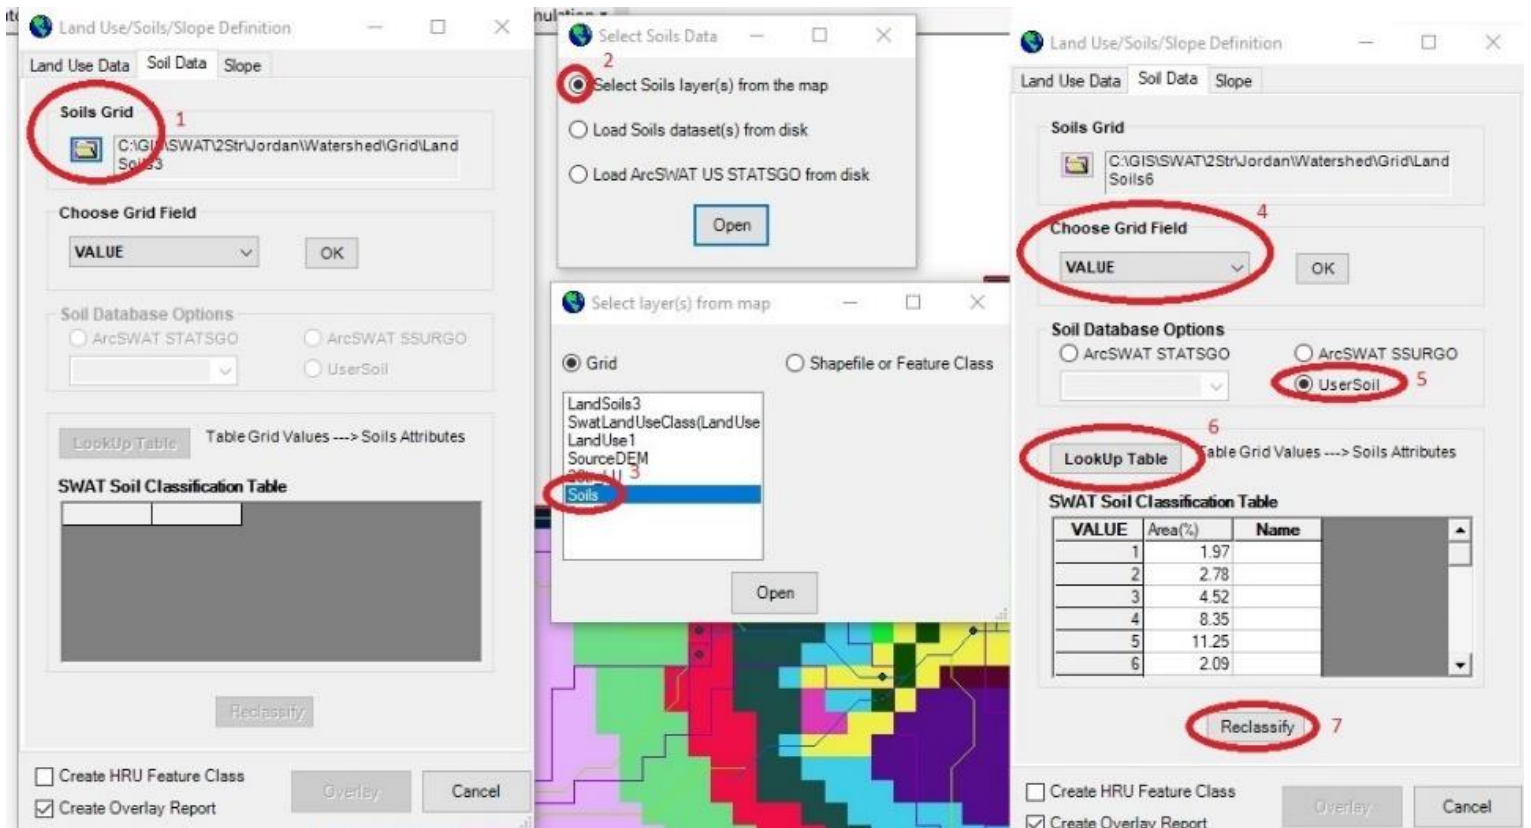 Land Use/Soils/Slope Definition
Land Use Data Soil Data Slope
Soils Grid
1
C:\GIS\SWAT\2Str\Jordan\Watershed\Grid\Land
Soils3
Choose Grid Field
VALUE OK
Soil Database Options
ArcSWAT STATSGO ArcSWAT SSURGO
UserSoil
LookUp Table Table Grid Values ---> Soils Attributes
SWAT Soil Classification Table
Reclassify
Create HRU Feature Class
Create Overlay Report
Overlay Cancel
Select Soils Data
2
Select Soils layer(s) from the map
Load Soils dataset(s) from disk
Load ArcSWAT US STATSGO from disk
Open
Select layer(s) from map
Grid Shapefile or Feature Class
LandSoils3
SwatLandUseClass(LandUse
LandUse1
SourceDEM
3
Soils
Open
Land Use/Soils/Slope Definition
Land Use Data Soil Data Slope
Soils Grid
C:\GIS\SWAT\2Str\Jordan\Watershed\Grid\Land
Soils6
4
Choose Grid Field
VALUE OK
Soil Database Options
ArcSWAT STATSGO ArcSWAT SSURGO
UserSoil 5
6
LookUp Table Table Grid Values ---> Soils Attributes
SWAT Soil Classification Table
VALUE Area(%) Name
1 1.97
2 2.78
3 4.52
4 8.35
5 11.25
6 2.09
Reclassify 7
Create HRU Feature Class
Create Overlay Report
Overlay Cancel